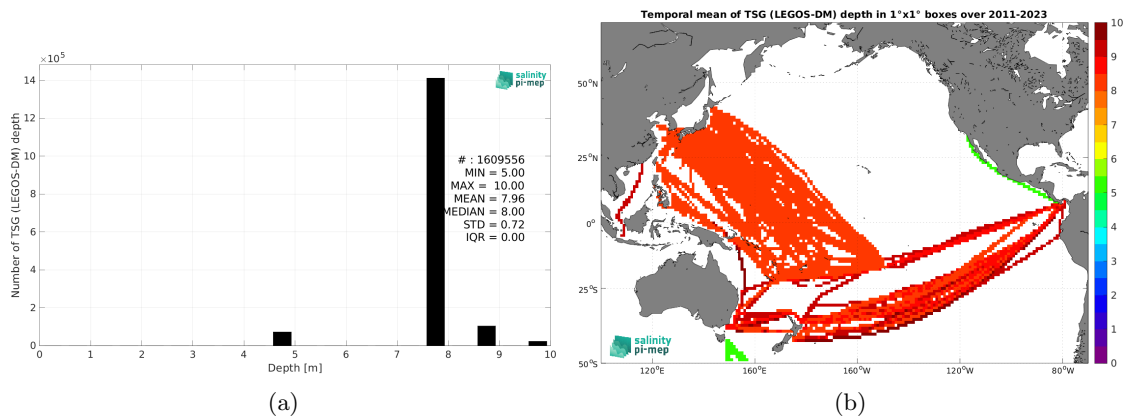 ×10⁵
14
12
10
8
6
4
2
0
Number of TSG (LEGOS-DM) depth
salinity
pi-mep
# : 1609556
MIN = 5.00
MAX = 10.00
MEAN = 7.96
MEDIAN = 8.00
STD = 0.72
IQR = 0.00
0 1 2 3 4 5 6 7 8 9 10
Depth [m]
(a)
Temporal mean of TSG (LEGOS-DM) depth in 1°x1° boxes over 2011-2023
50°N
25°N
0°
25°S
50°S
120°E
160°E
160°W
120°W
80°W
salinity
pi-mep
10
9
8
7
6
5
4
3
2
1
0
(b)